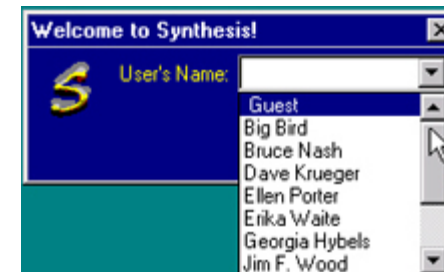 Welcome to Synthesis!
S User's Name:
Guest
Big Bird
Bruce Nash
Dave Krueger
Ellen Porter
Erika Waite
Georgia Hybels
Jim F. Wood